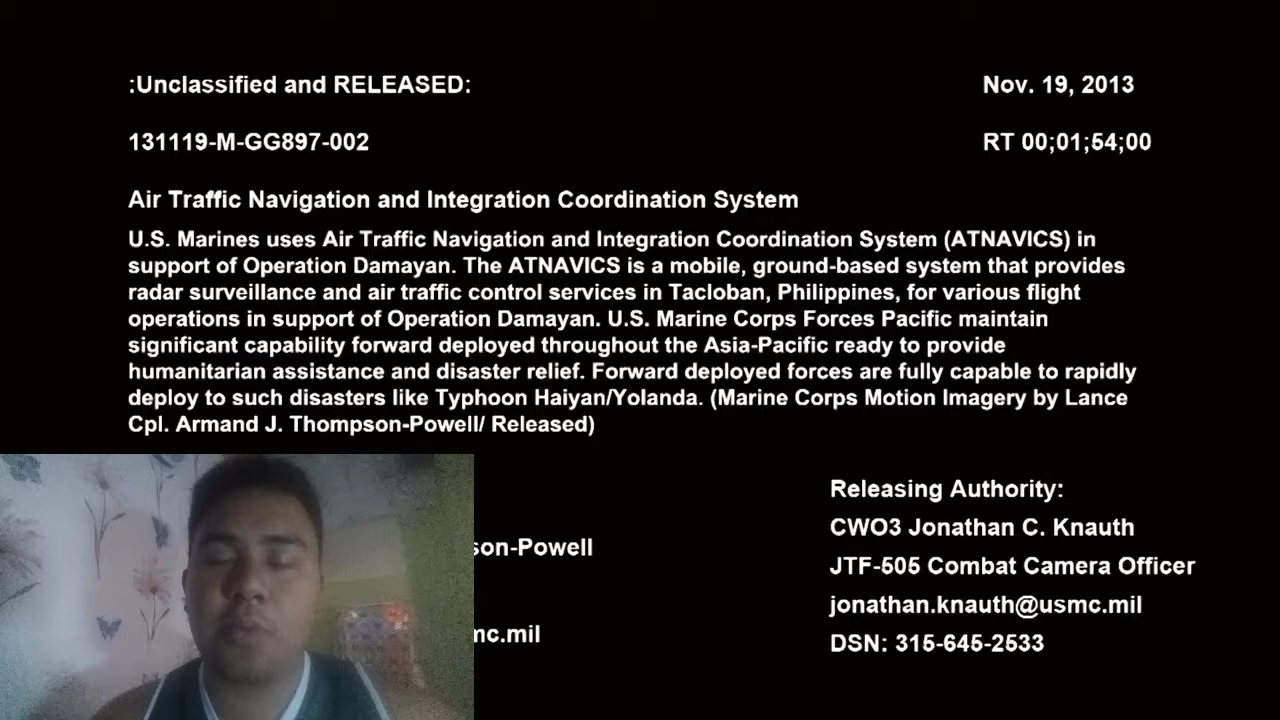 :Unclassified and RELEASED:
Nov. 19, 2013
131119-M-GG897-002
RT 00;01;54;00
Air Traffic Navigation and Integration Coordination System
U.S. Marines uses Air Traffic Navigation and Integration Coordination System (ATNAVICS) in
support of Operation Damayan. The ATNAVICS is a mobile, ground-based system that provides
radar surveillance and air traffic control services in Tacloban, Philippines, for various flight
operations in support of Operation Damayan. U.S. Marine Corps Forces Pacific maintain
significant capability forward deployed throughout the Asia-Pacific ready to provide
humanitarian assistance and disaster relief. Forward deployed forces are fully capable to rapidly
deploy to such disasters like Typhoon Haiyan/Yolanda. (Marine Corps Motion Imagery by Lance
Cpl. Armand J. Thompson-Powell/ Released)
son-Powell
mc.mil
Releasing Authority:
CWO3 Jonathan C. Knauth
JTF-505 Combat Camera Officer
jonathan.knauth@usmc.mil
DSN: 315-645-2533